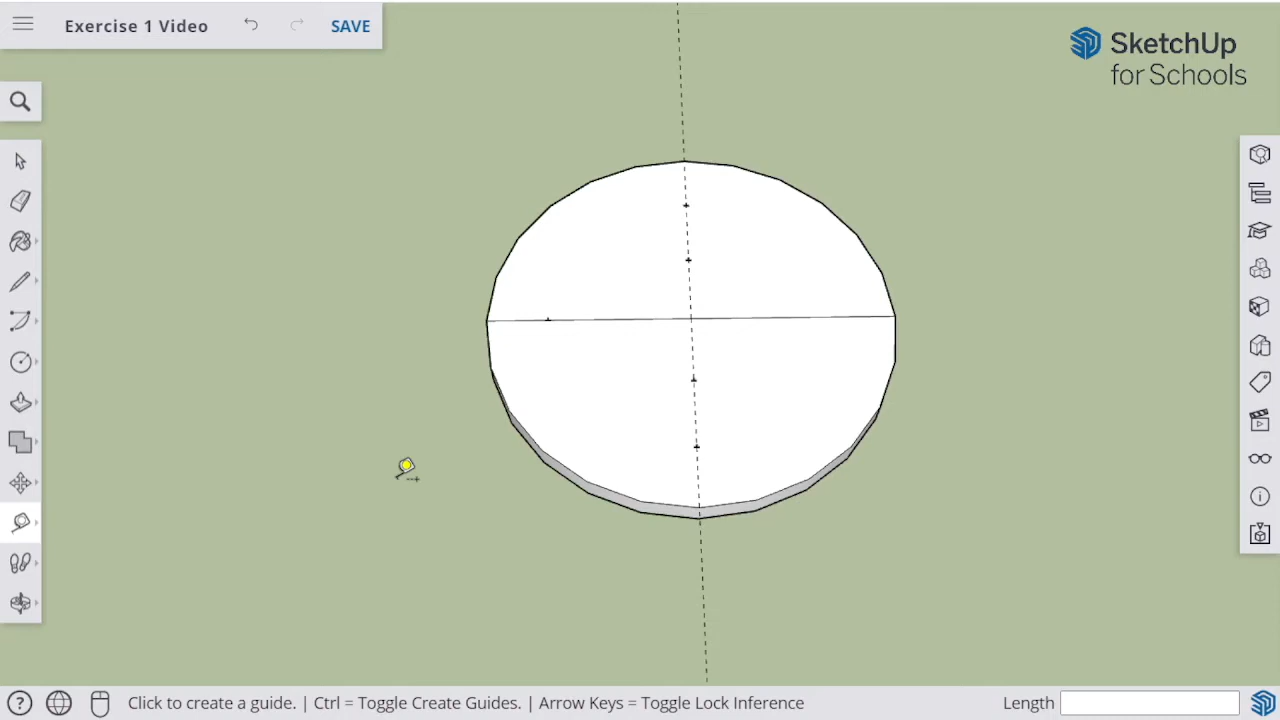 Exercise 1 Video
SAVE
SketchUp
for Schools
Click to create a guide. | Ctrl = Toggle Create Guides. | Arrow Keys = Toggle Lock Inference
Length